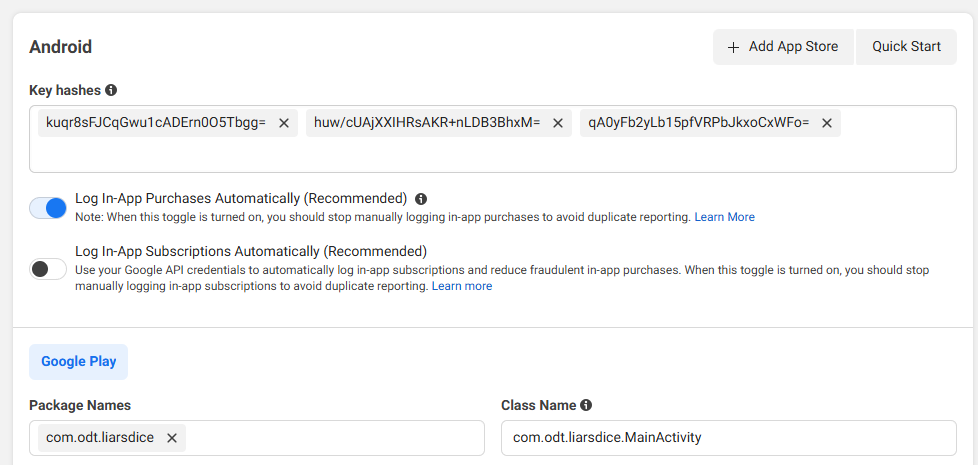 Android
+ Add App Store
Quick Start
Key hashes
kuqr8sFJCqGwu1cADErn0O5Tbgg=
huw/cUAjXXIHRsAKR+nLDB3BhxM=
qA0yFb2yLb15pfVRPbJkxoCxWFo=
Log In-App Purchases Automatically (Recommended)
Note: When this toggle is turned on, you should stop manually logging in-app purchases to avoid duplicate reporting. Learn More
Log In-App Subscriptions Automatically (Recommended)
Use your Google API credentials to automatically log in-app subscriptions and reduce fraudulent in-app purchases. When this toggle is turned on, you should stop
manually logging in-app subscriptions to avoid duplicate reporting. Learn more
Google Play
Package Names
Class Name
com.odt.liarsdice
com.odt.liarsdice.MainActivity